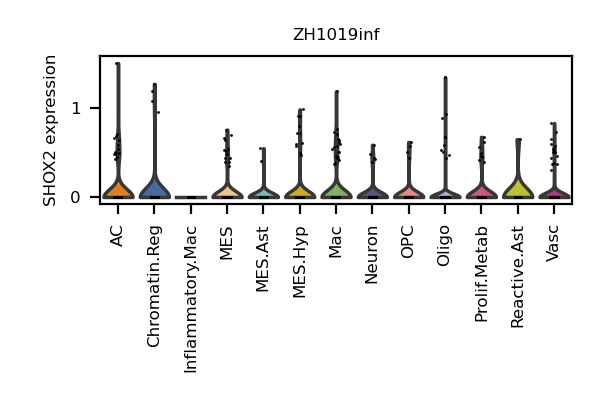 ZH1019inf
SHOX2 expression
1
0
AC
Chromatin.Reg
Inflammatory.Mac
MES
MES.Ast
MES.Hyp
Mac
Neuron
OPC
Oligo
Prolif.Metab
Reactive.Ast
Vasc